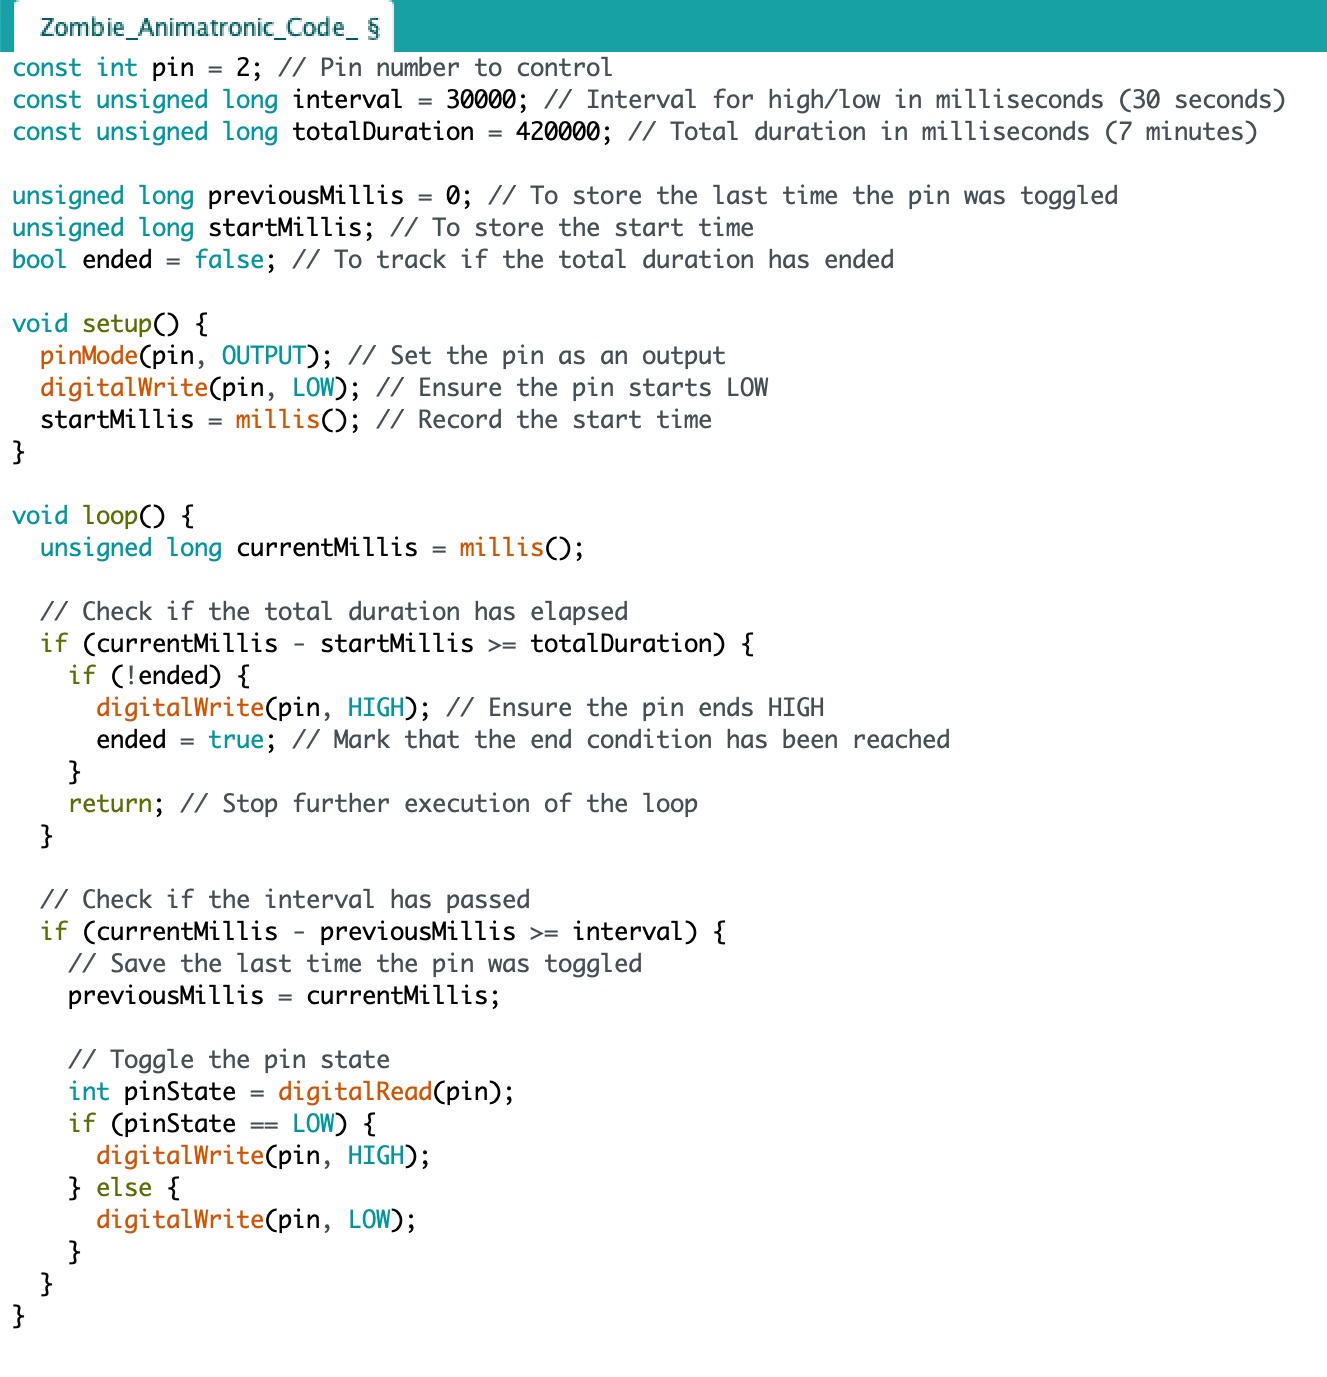 Zombie_Animatronic_Code_ §
const int pin = 2; // Pin number to control
const unsigned long interval = 30000; // Interval for high/low in milliseconds (30 seconds)
const unsigned long totalDuration = 420000; // Total duration in milliseconds (7 minutes)

unsigned long previousMillis = 0; // To store the last time the pin was toggled
unsigned long startMillis; // To store the start time
bool ended = false; // To track if the total duration has ended

void setup() {
  pinMode(pin, OUTPUT); // Set the pin as an output
  digitalWrite(pin, LOW); // Ensure the pin starts LOW
  startMillis = millis(); // Record the start time
}

void loop() {
  unsigned long currentMillis = millis();

  // Check if the total duration has elapsed
  if (currentMillis - startMillis >= totalDuration) {
    if (!ended) {
      digitalWrite(pin, HIGH); // Ensure the pin ends HIGH
      ended = true; // Mark that the end condition has been reached
    }
    return; // Stop further execution of the loop
  }

  // Check if the interval has passed
  if (currentMillis - previousMillis >= interval) {
    // Save the last time the pin was toggled
    previousMillis = currentMillis;

    // Toggle the pin state
    int pinState = digitalRead(pin);
    if (pinState == LOW) {
      digitalWrite(pin, HIGH);
    } else {
      digitalWrite(pin, LOW);
    }
  }
}